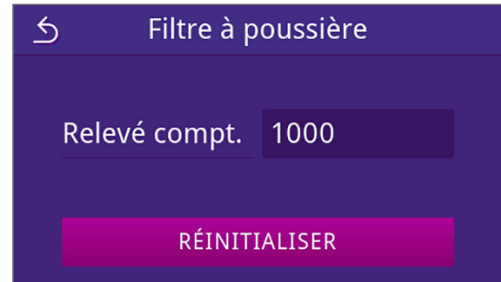 Filtre à poussière
Relevé compt. 1000
RÉINITIALISER